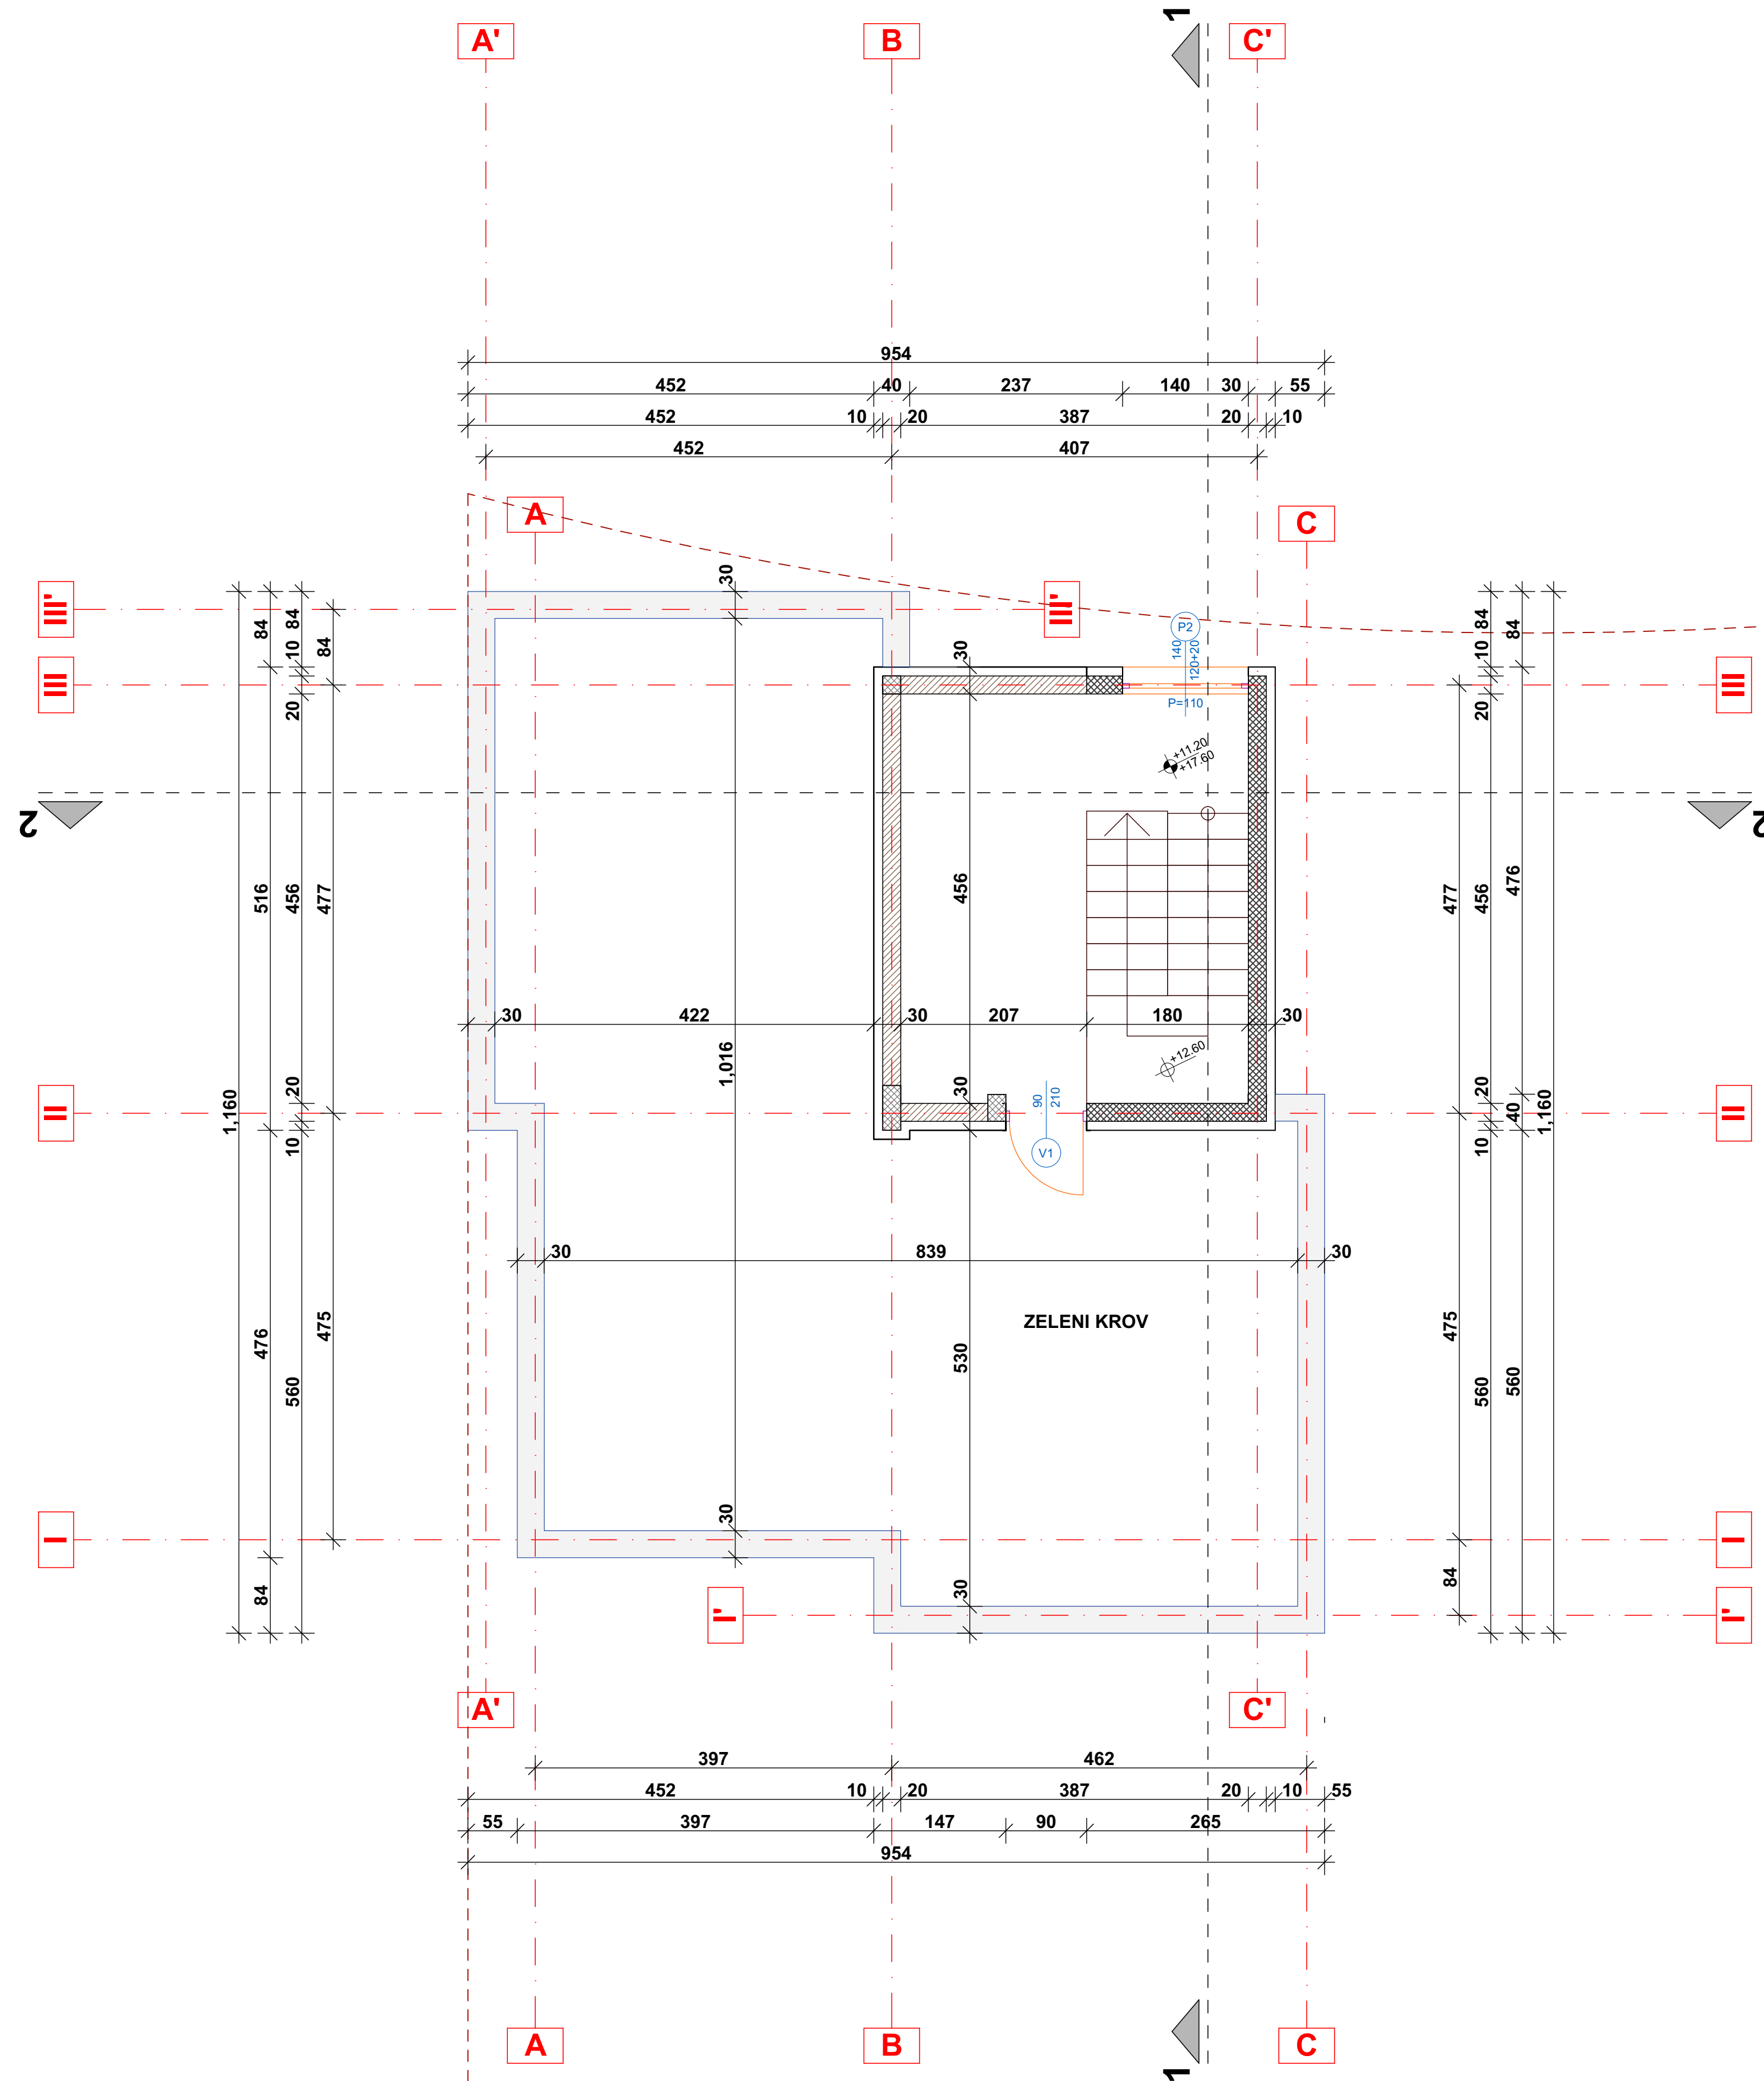 1
A' B C'
954
452 40 237 140 30 55
452 10 20 387 20 10
452 407
A C
III' III'
30
84 84 84
84 84
10 10
30
P2
140
120+20
P=110
III III
20 20
+11.20
+17.60
2 2
516 456 477
456
477 456 476
30 422 30 207 180 30
+12.60
1,160
1,016
20 30
90
210
20 40 1,160
II II
10 10
V1
30 839 30
ZELENI KROV
476 475
530
475
560
560 560
30
I I
84 30 84
I' I'
A' C'
397 462
452 10 20 387 20 10 55
55 397 147 90 265
954
A B C
1